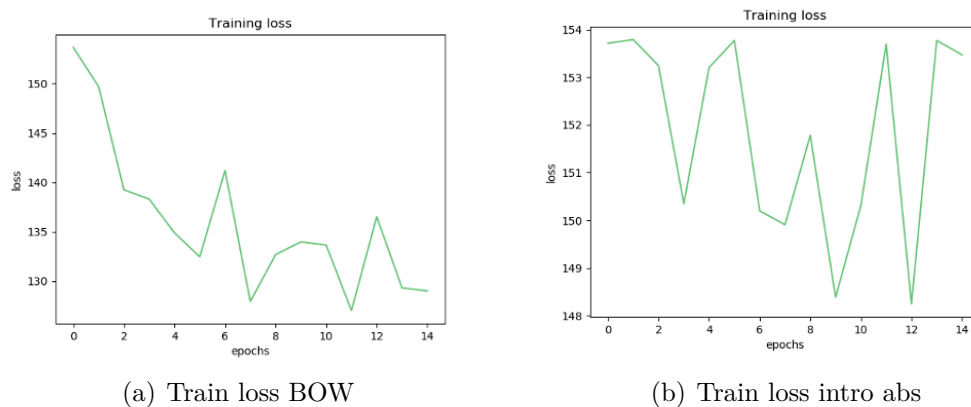 Training loss
150
145
140
135
130
loss
0 2 4 6 8 10 12 14
epochs
(a) Train loss BOW
Training loss
154
153
152
151
150
149
148
loss
0 2 4 6 8 10 12 14
epochs
(b) Train loss intro abs